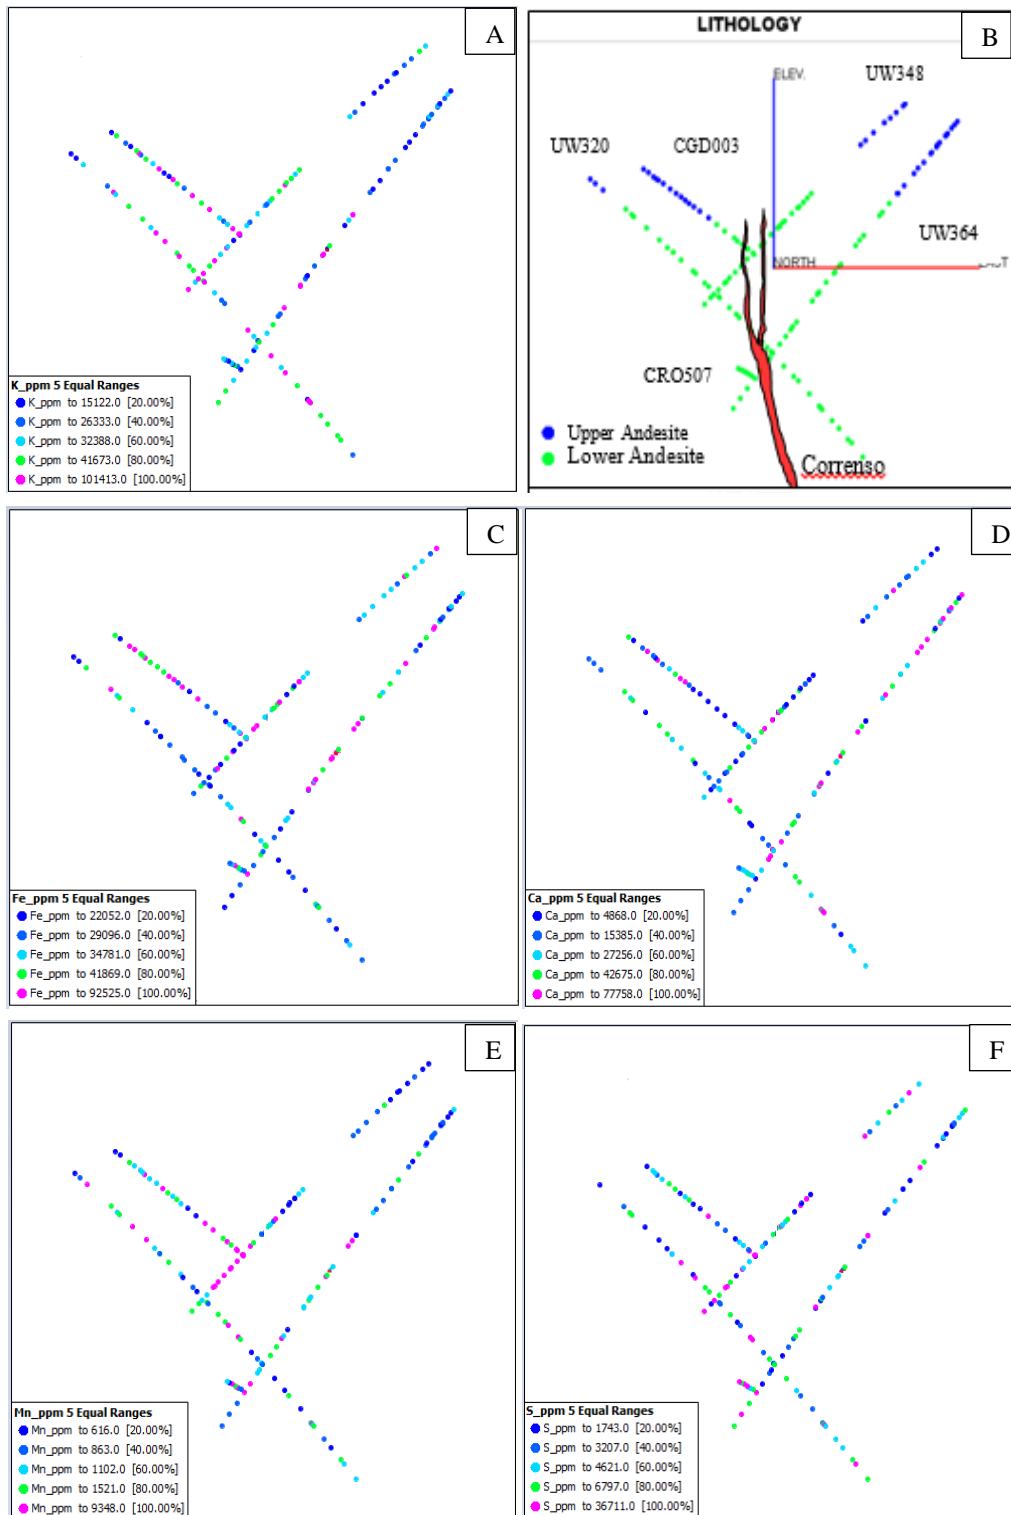 A
K_ppm 5 Equal Ranges
K_ppm to 15122.0 [20.00%]
K_ppm to 26333.0 [40.00%]
K_ppm to 32388.0 [60.00%]
K_ppm to 41673.0 [80.00%]
K_ppm to 101413.0 [100.00%]
LITHOLOGY
B
ELEV.
UW348
UW320
CGD003
UW364
NORTH
CRO507
Upper Andesite
Lower Andesite
Correnso
C
Fe_ppm 5 Equal Ranges
Fe_ppm to 22052.0 [20.00%]
Fe_ppm to 29096.0 [40.00%]
Fe_ppm to 34781.0 [60.00%]
Fe_ppm to 41869.0 [80.00%]
Fe_ppm to 92525.0 [100.00%]
D
Ca_ppm 5 Equal Ranges
Ca_ppm to 4868.0 [20.00%]
Ca_ppm to 15385.0 [40.00%]
Ca_ppm to 27256.0 [60.00%]
Ca_ppm to 42675.0 [80.00%]
Ca_ppm to 77758.0 [100.00%]
E
Mn_ppm 5 Equal Ranges
Mn_ppm to 616.0 [20.00%]
Mn_ppm to 863.0 [40.00%]
Mn_ppm to 1102.0 [60.00%]
Mn_ppm to 1521.0 [80.00%]
Mn_ppm to 9348.0 [100.00%]
F
S_ppm 5 Equal Ranges
S_ppm to 1743.0 [20.00%]
S_ppm to 3207.0 [40.00%]
S_ppm to 4621.0 [60.00%]
S_ppm to 6797.0 [80.00%]
S_ppm to 36711.0 [100.00%]